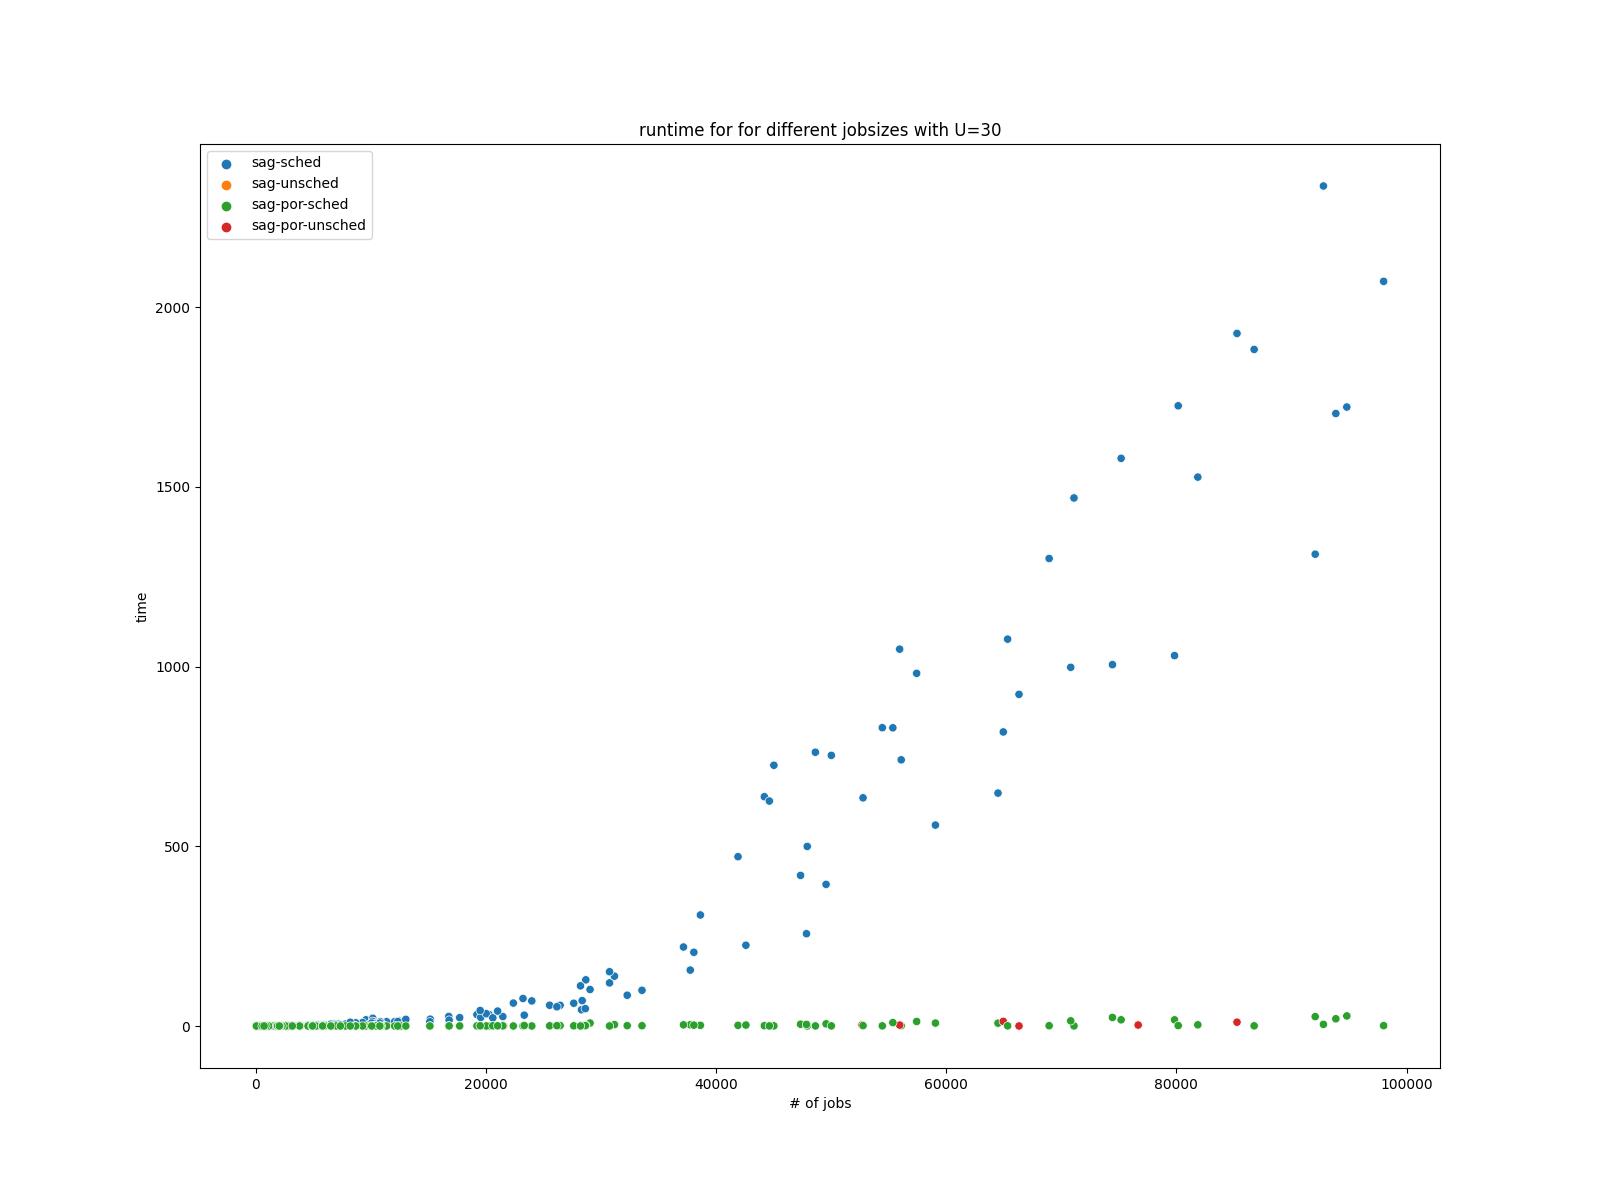 runtime for for different jobsizes with U=30
sag-sched
sag-unsched
sag-por-sched
sag-por-unsched
2000
1500
1000
500
0
time
0 20000 40000 60000 80000 100000
# of jobs